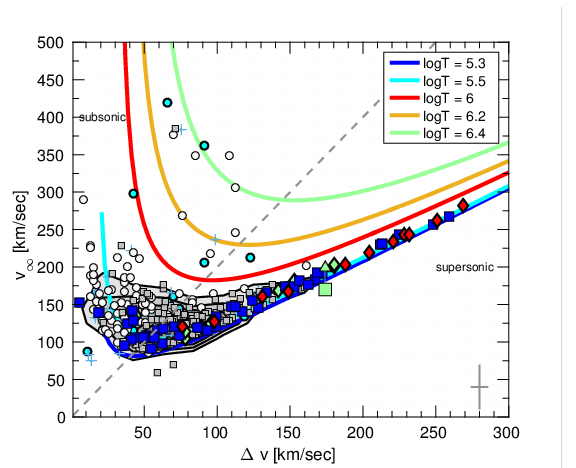 500
450
400
350
300
250
200
150
100
50
0
v∞ [km/sec]
subsonic
logT = 5.3
logT = 5.5
logT = 6
logT = 6.2
logT = 6.4
supersonic
50 100 150 200 250 300
Δ v [km/sec]